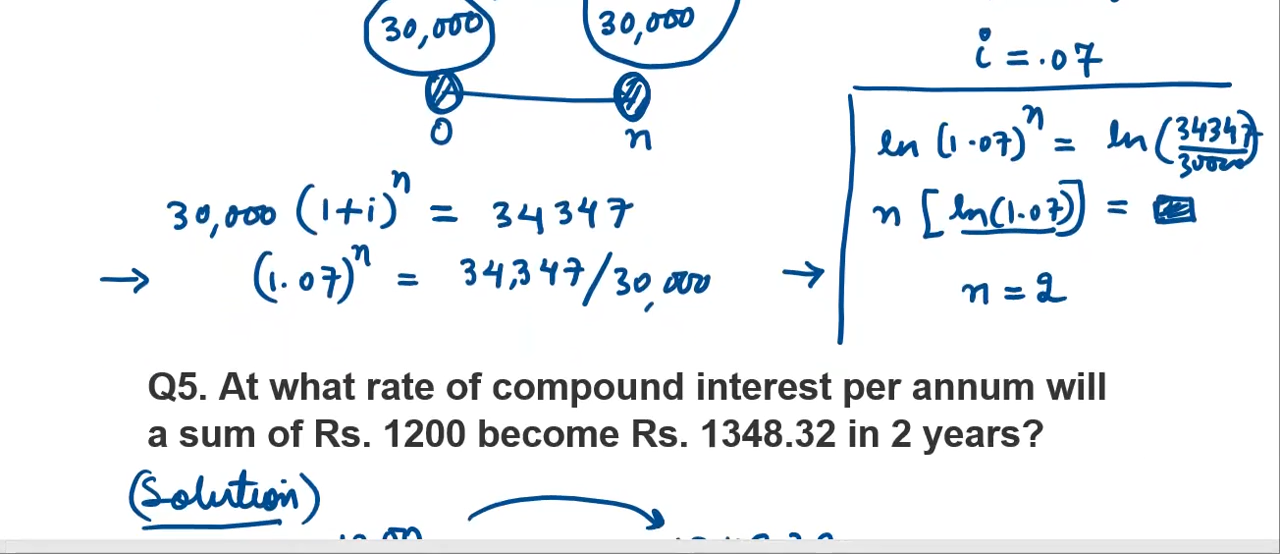 30,000 30,000
0 n
30,000 (1+i)^n = 34347
→ (1.07)^n = 34,347/30,000 →
i = .07
ln (1.07)^n = ln (34347/30000)
n [ln(1.07)] =
n = 2
Q5. At what rate of compound interest per annum will
a sum of Rs. 1200 become Rs. 1348.32 in 2 years?
(Solution)